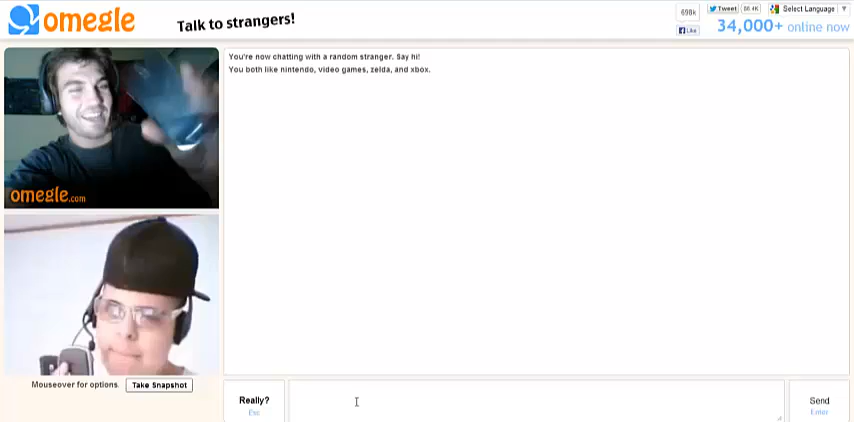 omegle
Talk to strangers!
698k
Tweet
Select Language
Like
34,000+ online now
You're now chatting with a random stranger. Say hi!
You both like nintendo, video games, zelda, and xbox.
omegle.com
Mouseover for options.
Take Snapshot
Really?
Esc
Send
Enter